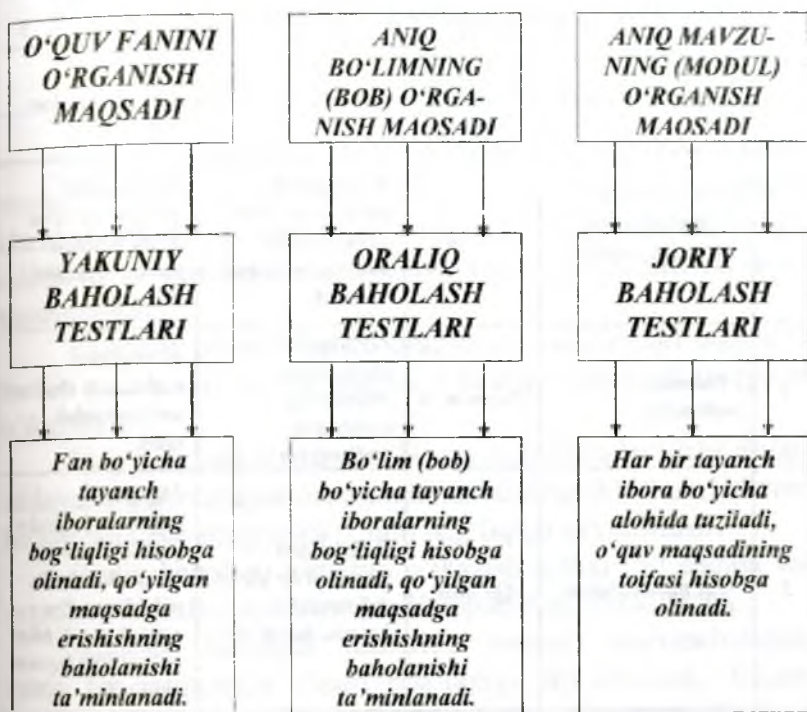 O‘QUV FANINI
O‘RGANISH
MAQSADI
ANIQ
BO‘LIMNING
(BOB) O‘RGA-
NISH MAOSADI
ANIQ MAVZU-
NING (MODUL)
O‘RGANISH
MAOSADI
YAKUNIY
BAHOLASH
TESTLARI
ORALIQ
BAHOLASH
TESTLARI
JORIY
BAHOLASH
TESTLARI
Fan bo‘yicha
tayanch
iboralarning
bog‘liqligi hisobga
olinadi, qo‘yilgan
maqsadga
erishishning
baholanishi
ta’minlanadi.
Bo‘lim (bob)
bo‘yicha tayanch
iboralarning
bog‘liqligi hisobga
olinadi, qo‘yilgan
maqsadga
erishishning
baholanishi
ta’minlanadi.
Har bir tayanch
ibora bo‘yicha
alohida tuziladi,
o‘quv maqsadining
toifasi hisobga
olinadi.